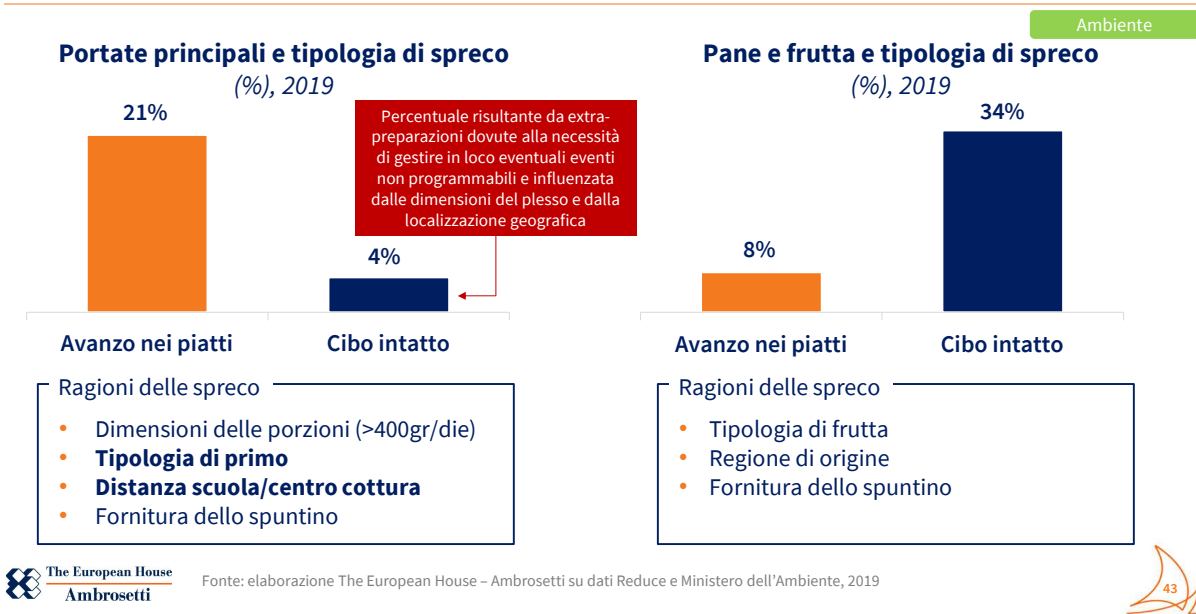 Ambiente
Portate principali e tipologia di spreco
(%), 2019
21%
Percentuale risultante da extra-
preparazioni dovute alla necessità
di gestire in loco eventuali eventi
non programmabili e influenzata
dalle dimensioni del plesso e dalla
localizzazione geografica
4%
Avanzo nei piatti
Cibo intatto
Ragioni delle spreco
• Dimensioni delle porzioni (>400gr/die)
• Tipologia di primo
• Distanza scuola/centro cottura
• Fornitura dello spuntino
Pane e frutta e tipologia di spreco
(%), 2019
8%
34%
Avanzo nei piatti
Cibo intatto
Ragioni delle spreco
• Tipologia di frutta
• Regione di origine
• Fornitura dello spuntino
The European House
Ambrosetti
Fonte: elaborazione The European House – Ambrosetti su dati Reduce e Ministero dell'Ambiente, 2019
43